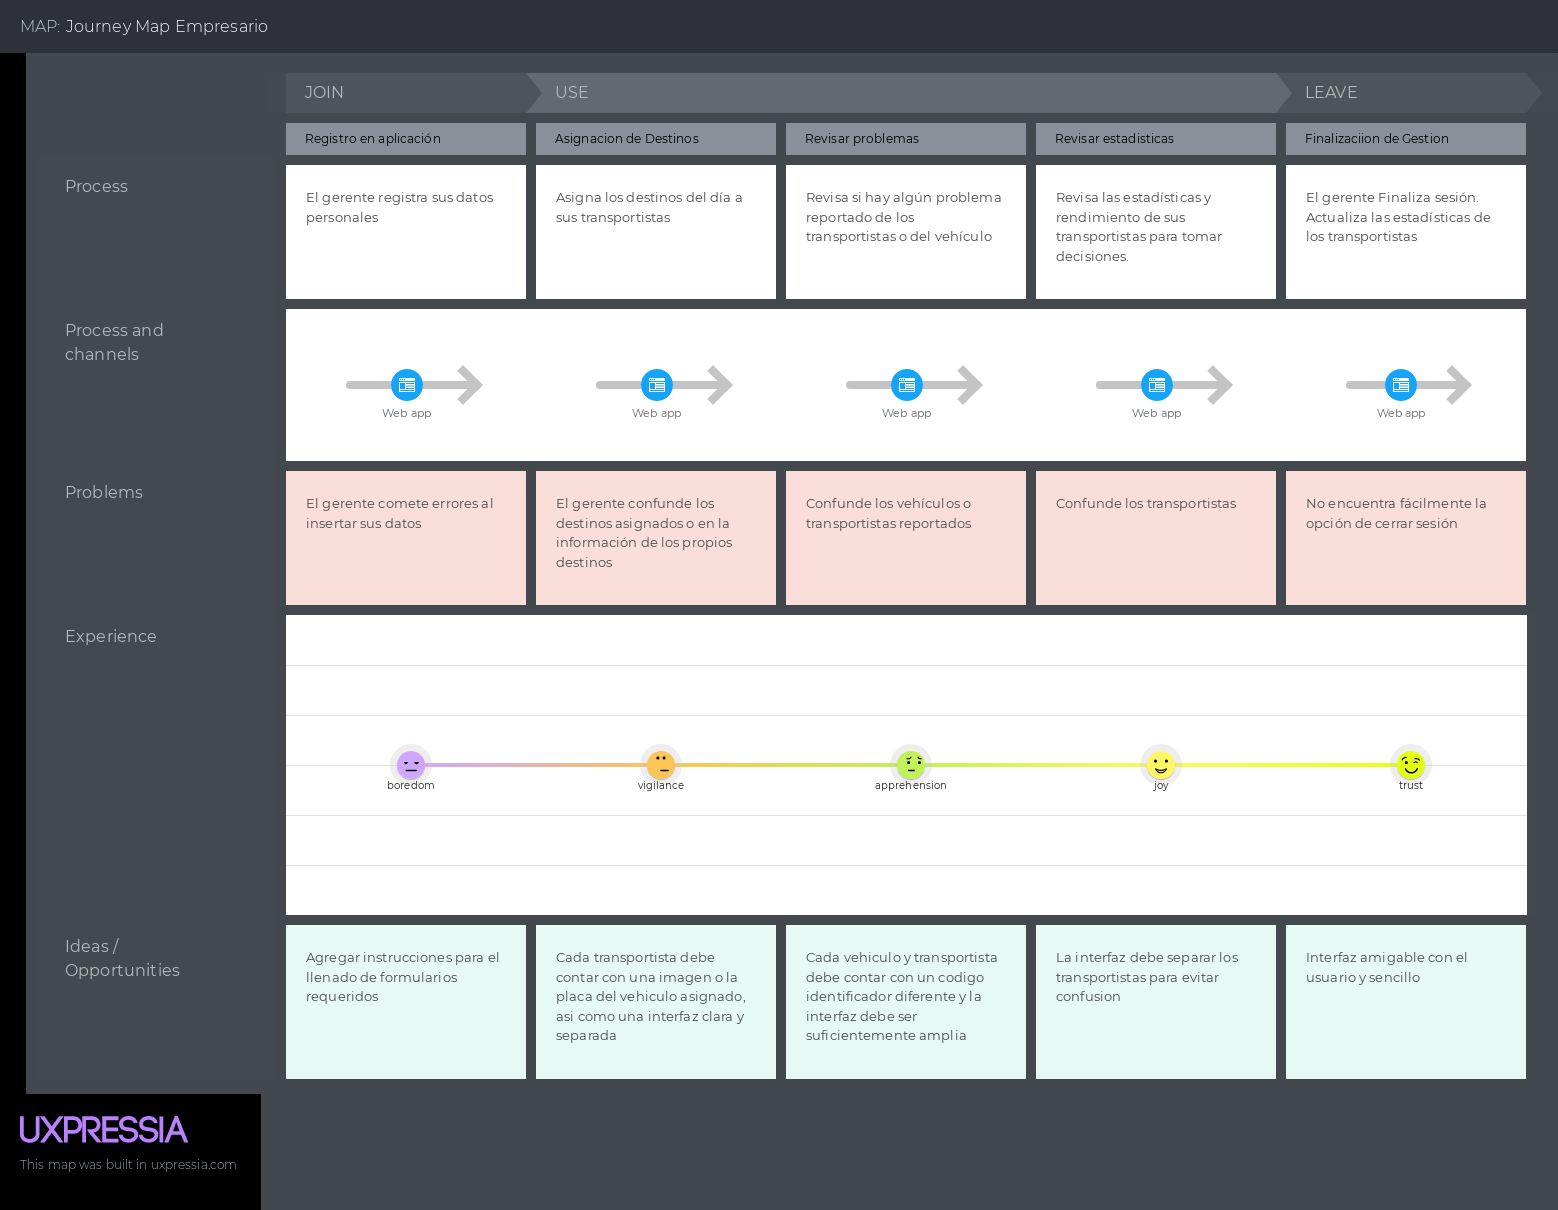 MAP: Journey Map Empresario
JOIN
USE
LEAVE
Registro en aplicación
Asignacion de Destinos
Revisar problemas
Revisar estadisticas
Finalizaciion de Gestion
Process
El gerente registra sus datos
personales
Asigna los destinos del día a
sus transportistas
Revisa si hay algún problema
reportado de los
transportistas o del vehículo
Revisa las estadísticas y
rendimiento de sus
transportistas para tomar
decisiones.
El gerente Finaliza sesión.
Actualiza las estadísticas de
los transportistas
Process and
channels
Web app
Web app
Web app
Web app
Web app
Problems
El gerente comete errores al
insertar sus datos
El gerente confunde los
destinos asignados o en la
información de los propios
destinos
Confunde los vehículos o
transportistas reportados
Confunde los transportistas
No encuentra fácilmente la
opción de cerrar sesión
Experience
boredom
vigilance
apprehension
joy
trust
Ideas /
Opportunities
Agregar instrucciones para el
llenado de formularios
requeridos
Cada transportista debe
contar con una imagen o la
placa del vehiculo asignado,
asi como una interfaz clara y
separada
Cada vehiculo y transportista
debe contar con un codigo
identificador diferente y la
interfaz debe ser
suficientemente amplia
La interfaz debe separar los
transportistas para evitar
confusion
Interfaz amigable con el
usuario y sencillo
UXPRESSIA
This map was built in uxpressia.com